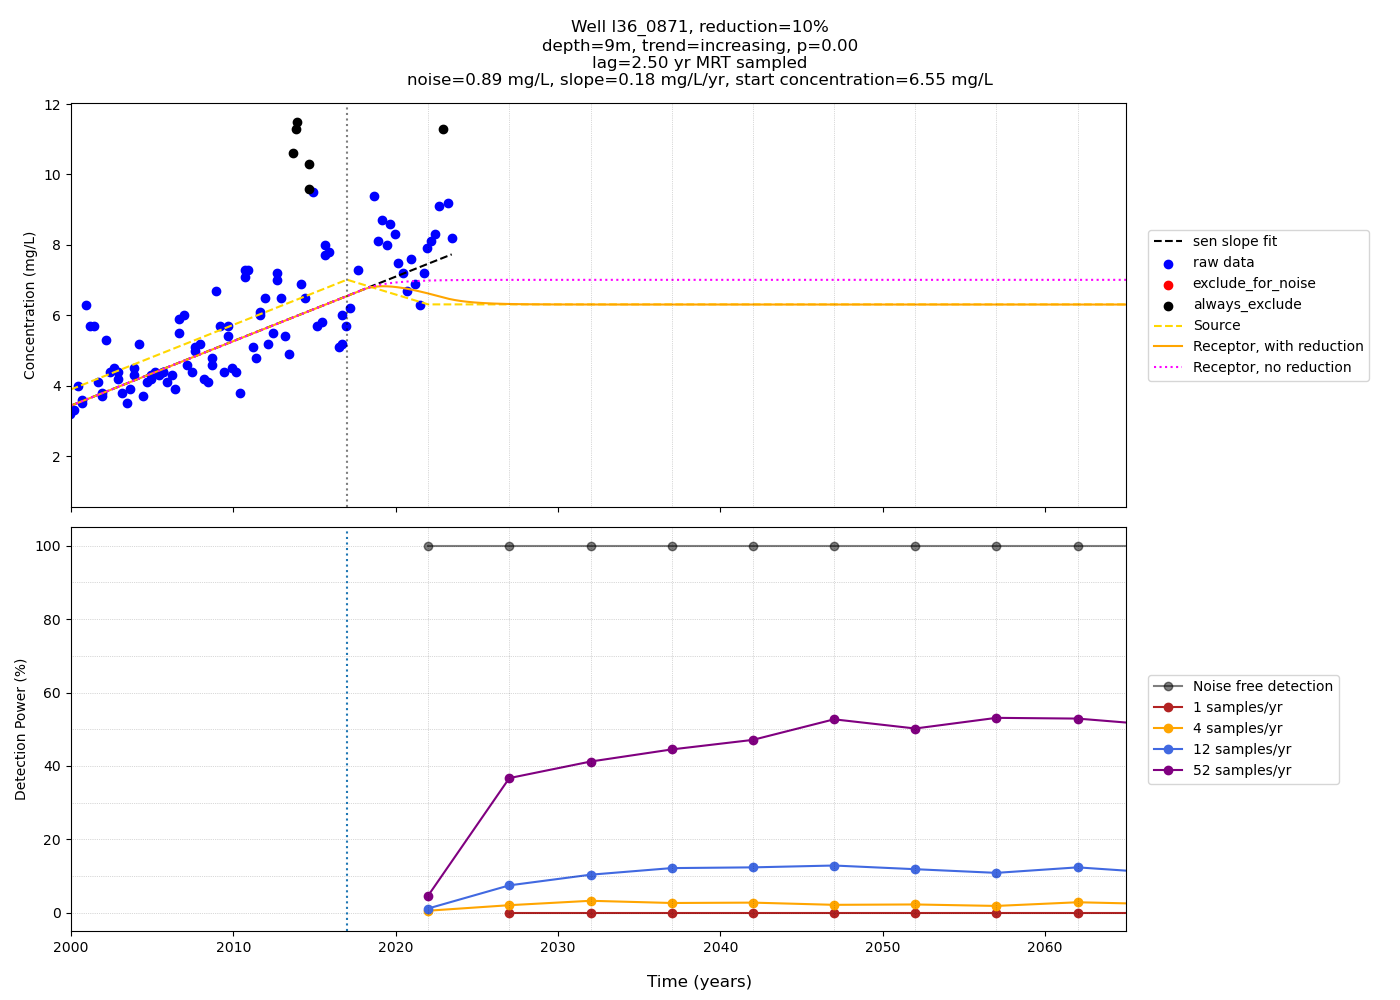 Well l36_0871, reduction=10%
depth=9m, trend=increasing, p=0.00
lag=2.50 yr MRT sampled
noise=0.89 mg/L, slope=0.18 mg/L/yr, start concentration=6.55 mg/L
12
10
8
6
4
2
Concentration (mg/L)
sen slope fit
raw data
exclude_for_noise
always_exclude
Source
Receptor, with reduction
Receptor, no reduction
100
80
60
40
20
0
Detection Power (%)
Noise free detection
1 samples/yr
4 samples/yr
12 samples/yr
52 samples/yr
2000
2010
2020
2030
2040
2050
2060
Time (years)